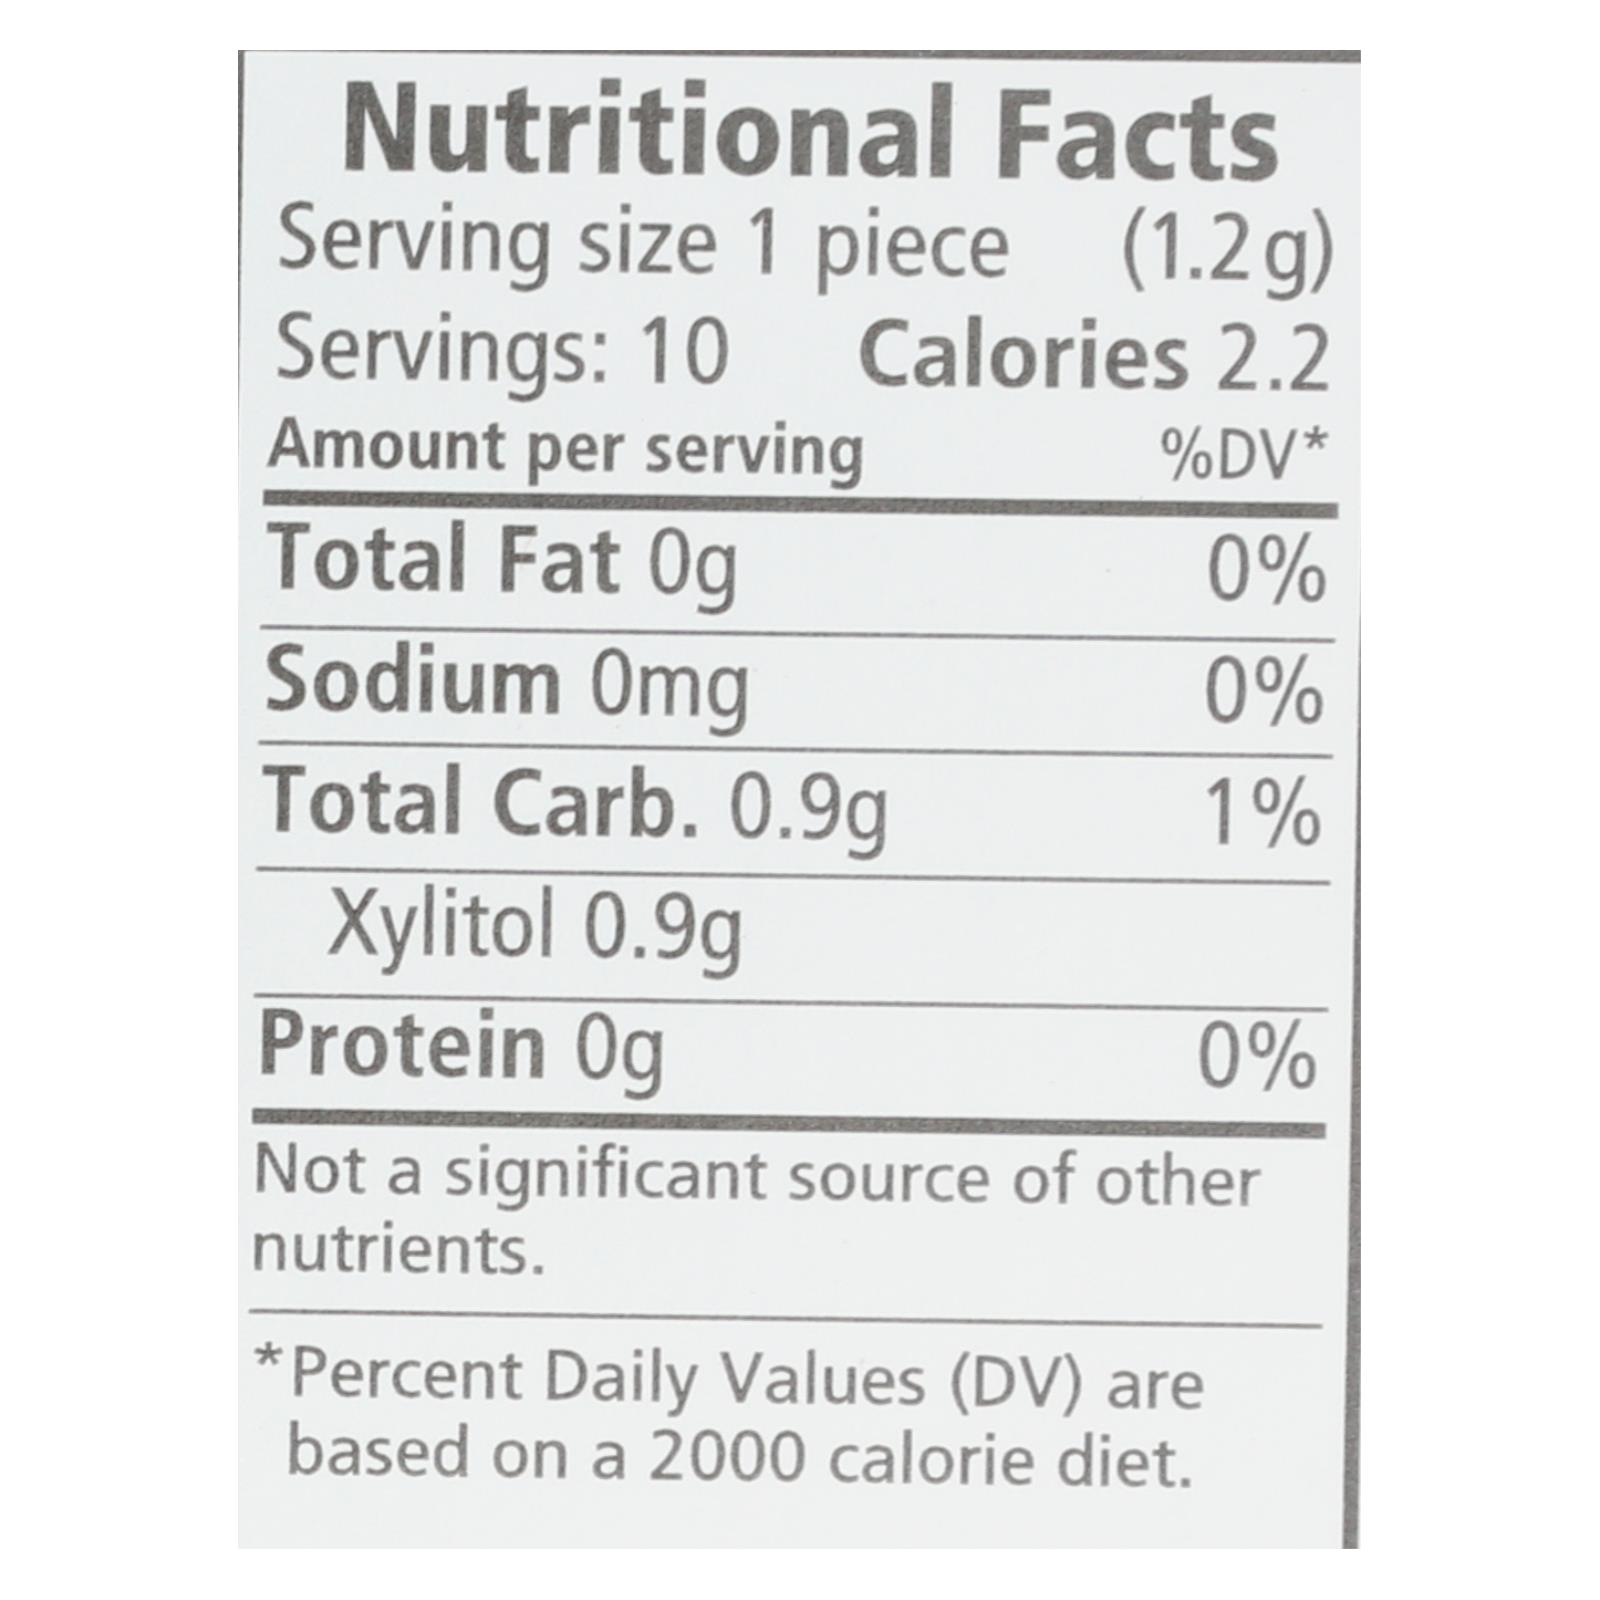 Nutritional Facts
Serving size 1 piece (1.2g)
Servings: 10 Calories 2.2
Amount per serving %DV*
Total Fat 0g 0%
Sodium 0mg 0%
Total Carb. 0.9g 1%
Xylitol 0.9g
Protein 0g 0%
Not a significant source of other
nutrients.
*Percent Daily Values (DV) are
based on a 2000 calorie diet.